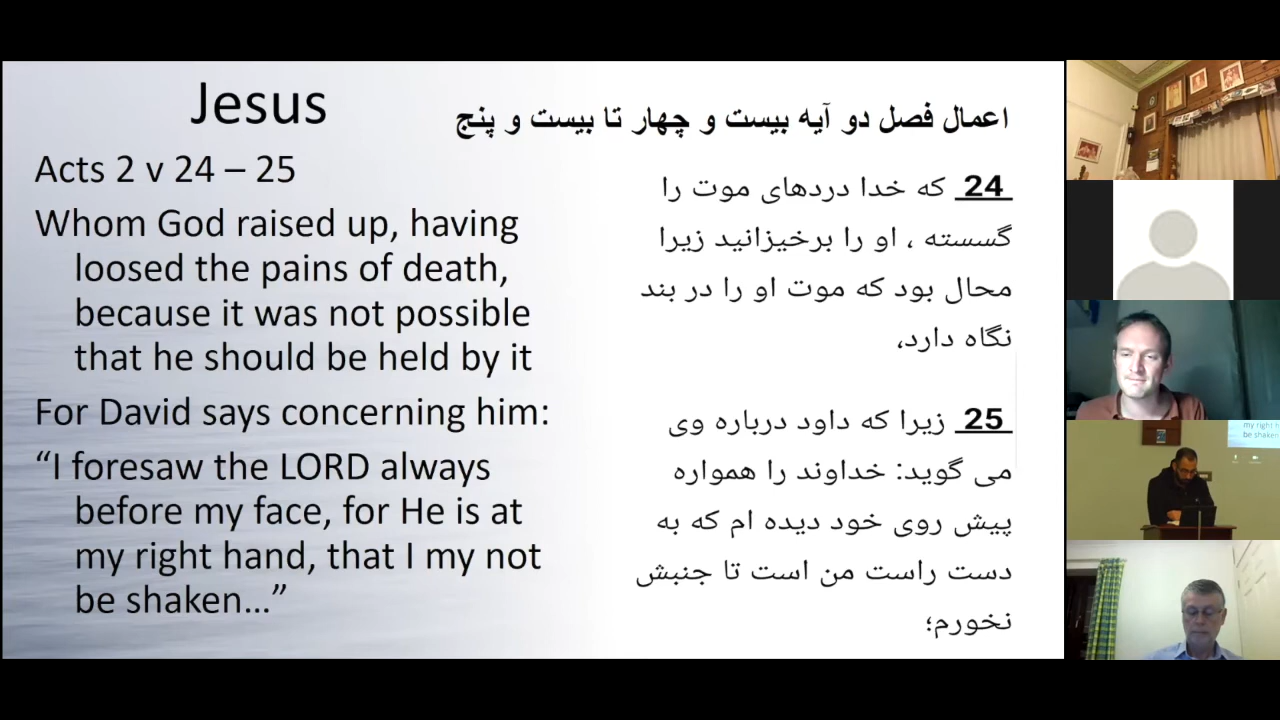 Jesus
Acts 2 v 24 – 25
Whom God raised up, having
loosed the pains of death,
because it was not possible
that he should be held by it
For David says concerning him:
“I foresaw the LORD always
before my face, for He is at
my right hand, that I my not
be shaken…”
اعمال فصل دو آیه بیست و چهار تا بیست و پنج
24 که خدا دردهای موت را
گسسته ، او را برخیزانید زیرا
محال بود که موت او را در بند
نگاه دارد،
25 زیرا که داود درباره وی
می گوید: خداوند را همواره
پیش روی خود دیده ام که به
دست راست من است تا جنبش
نخورم؛
my right h
be shaken